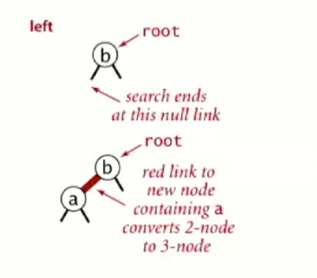 left
root
b
search ends
at this null link
root
b
red link to
new node
a
containing a
converts 2-node
to 3-node